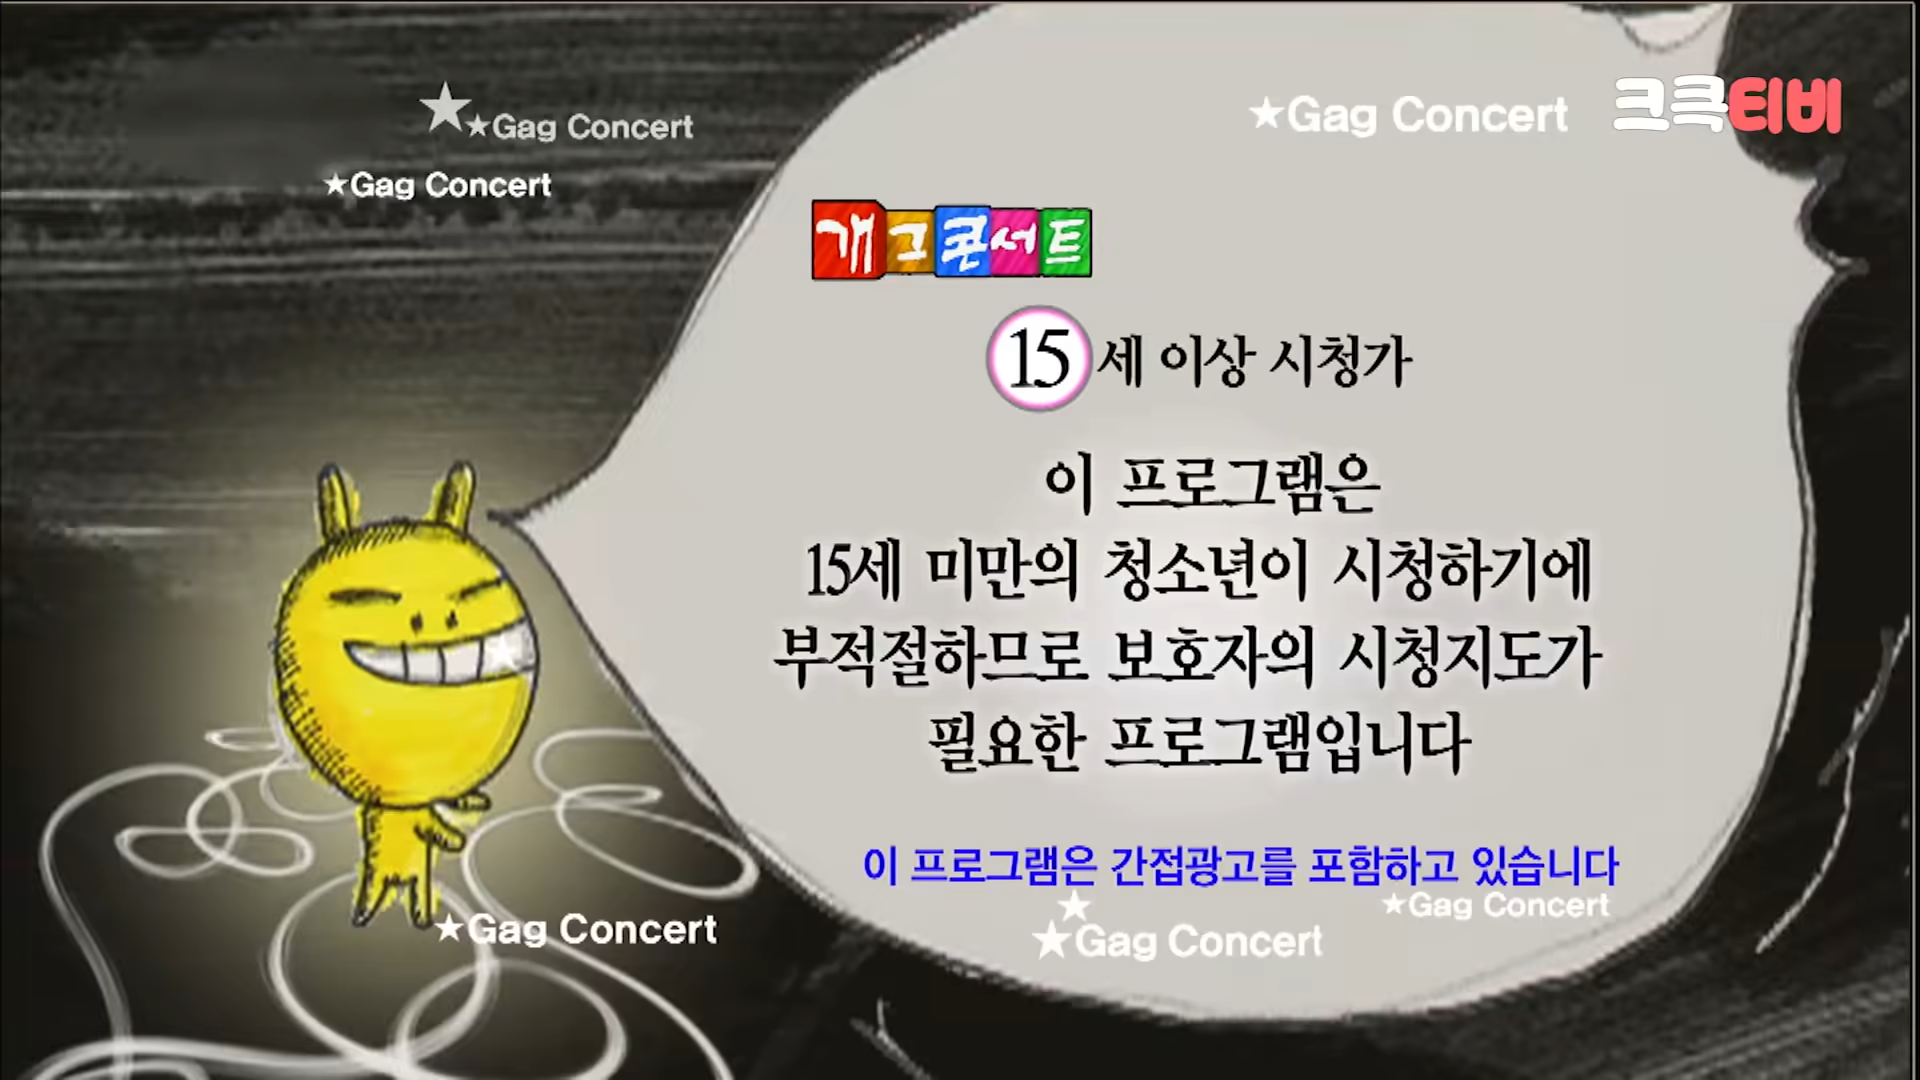 ★Gag Concert
★Gag Concert
★Gag Concert
크큭티비
개그콘서트
15세 이상 시청가
이 프로그램은
15세 미만의 청소년이 시청하기에
부적절하므로 보호자의 시청지도가
필요한 프로그램입니다
이 프로그램은 간접광고를 포함하고 있습니다
★Gag Concert
★Gag Concert
★Gag Concert